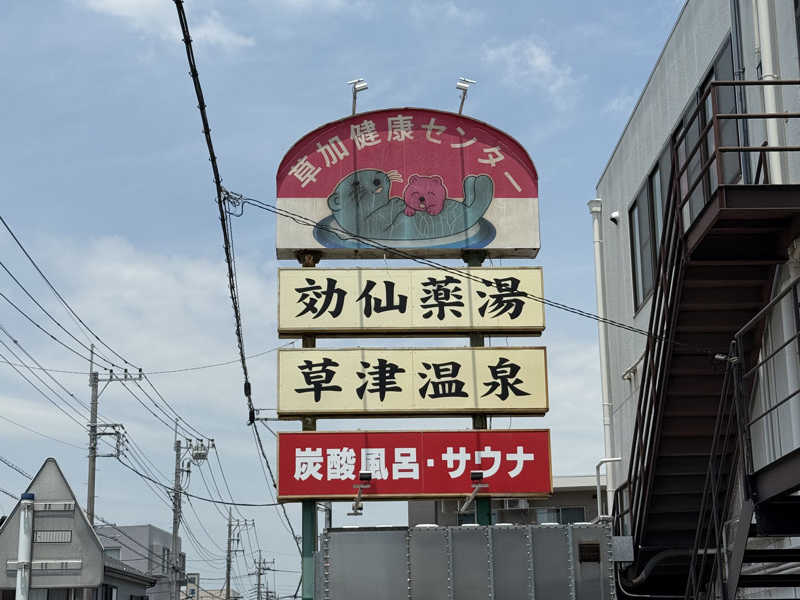 草加健康センター
効仙薬湯
草津温泉
炭酸風呂・サウナ